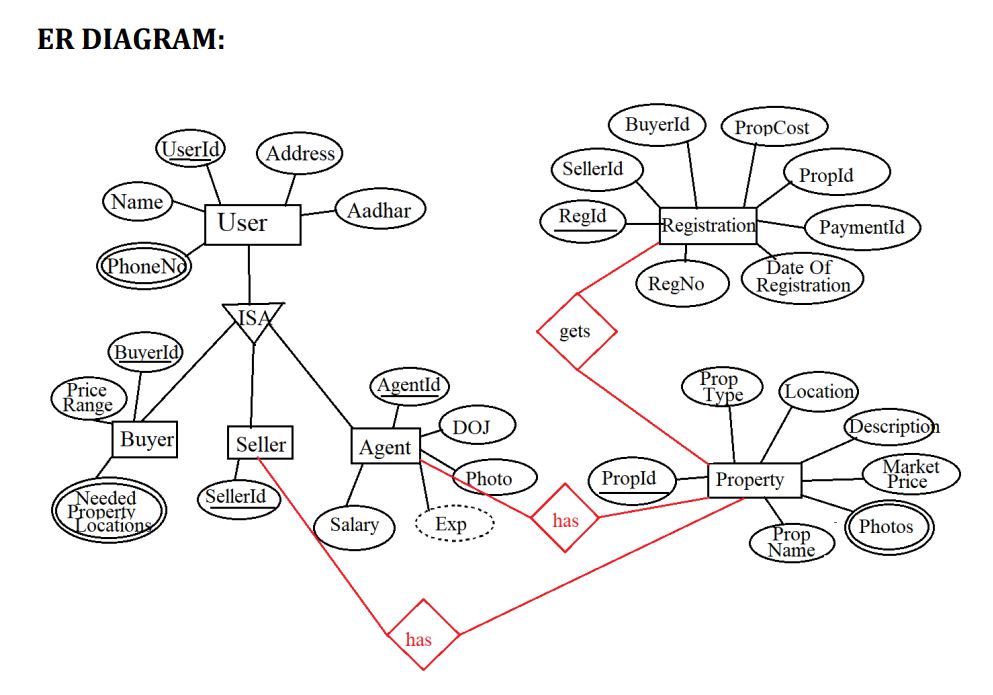 ER DIAGRAM:
BuyerId
PropCost
UserId
Address
SellerId
PropId
Name
Aadhar
User
RegId
Registration
PaymentId
PhoneNo
RegNo
Date Of
Registration
ISA
gets
BuyerId
Price
Range
AgentId
Prop
Type
Location
Buyer
Seller
Agent
DOJ
Description
Market
Price
Photo
PropId
Property
Needed
Property
Locations
SellerId
Salary
Exp
has
Prop
Name
Photos
has